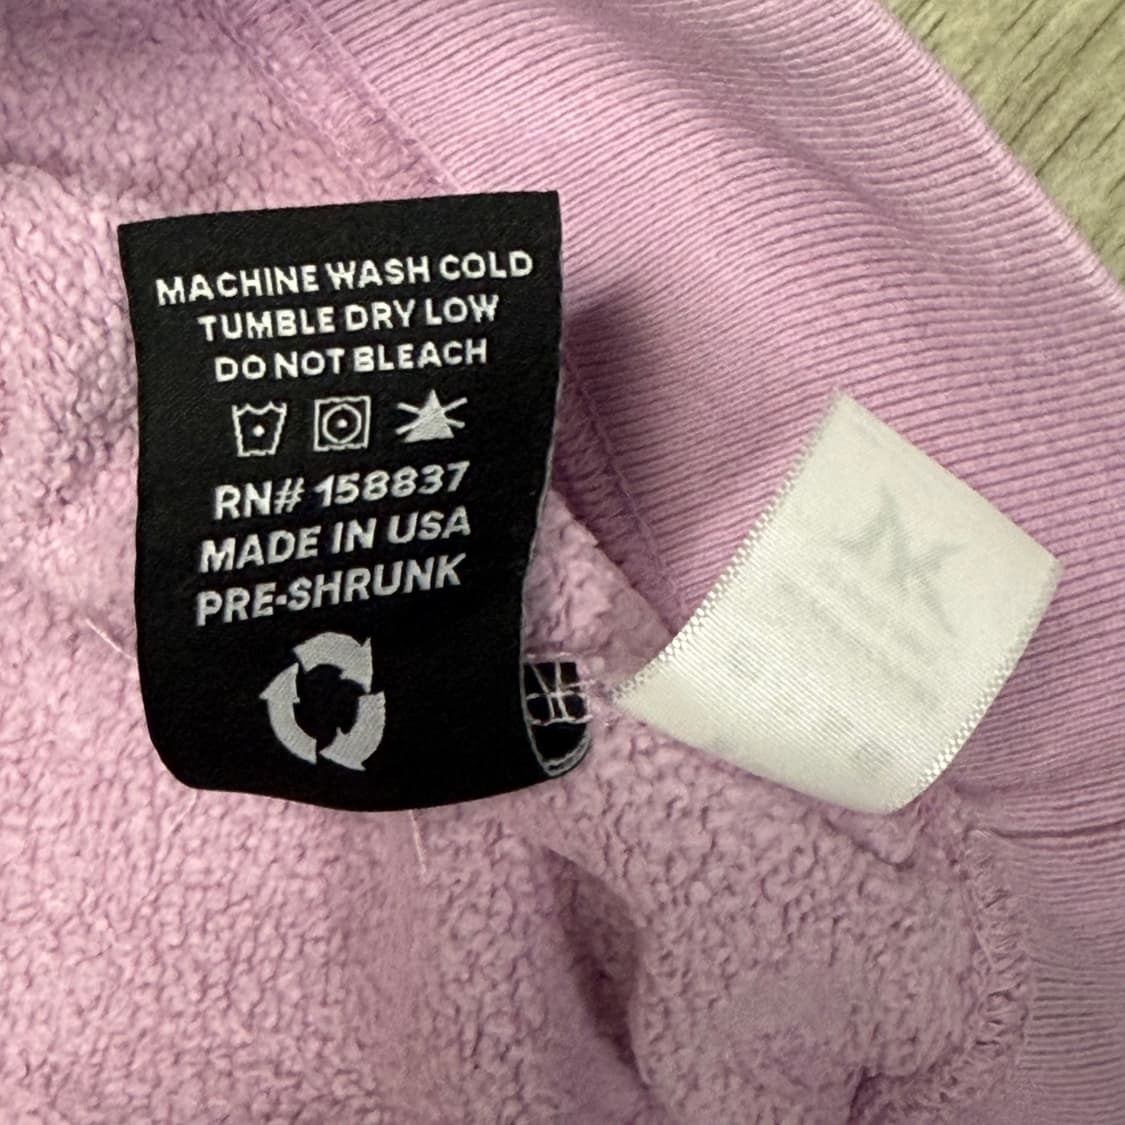 MACHINE WASH COLD
TUMBLE DRY LOW
DO NOT BLEACH
RN# 158837
MADE IN USA
PRE-SHRUNK